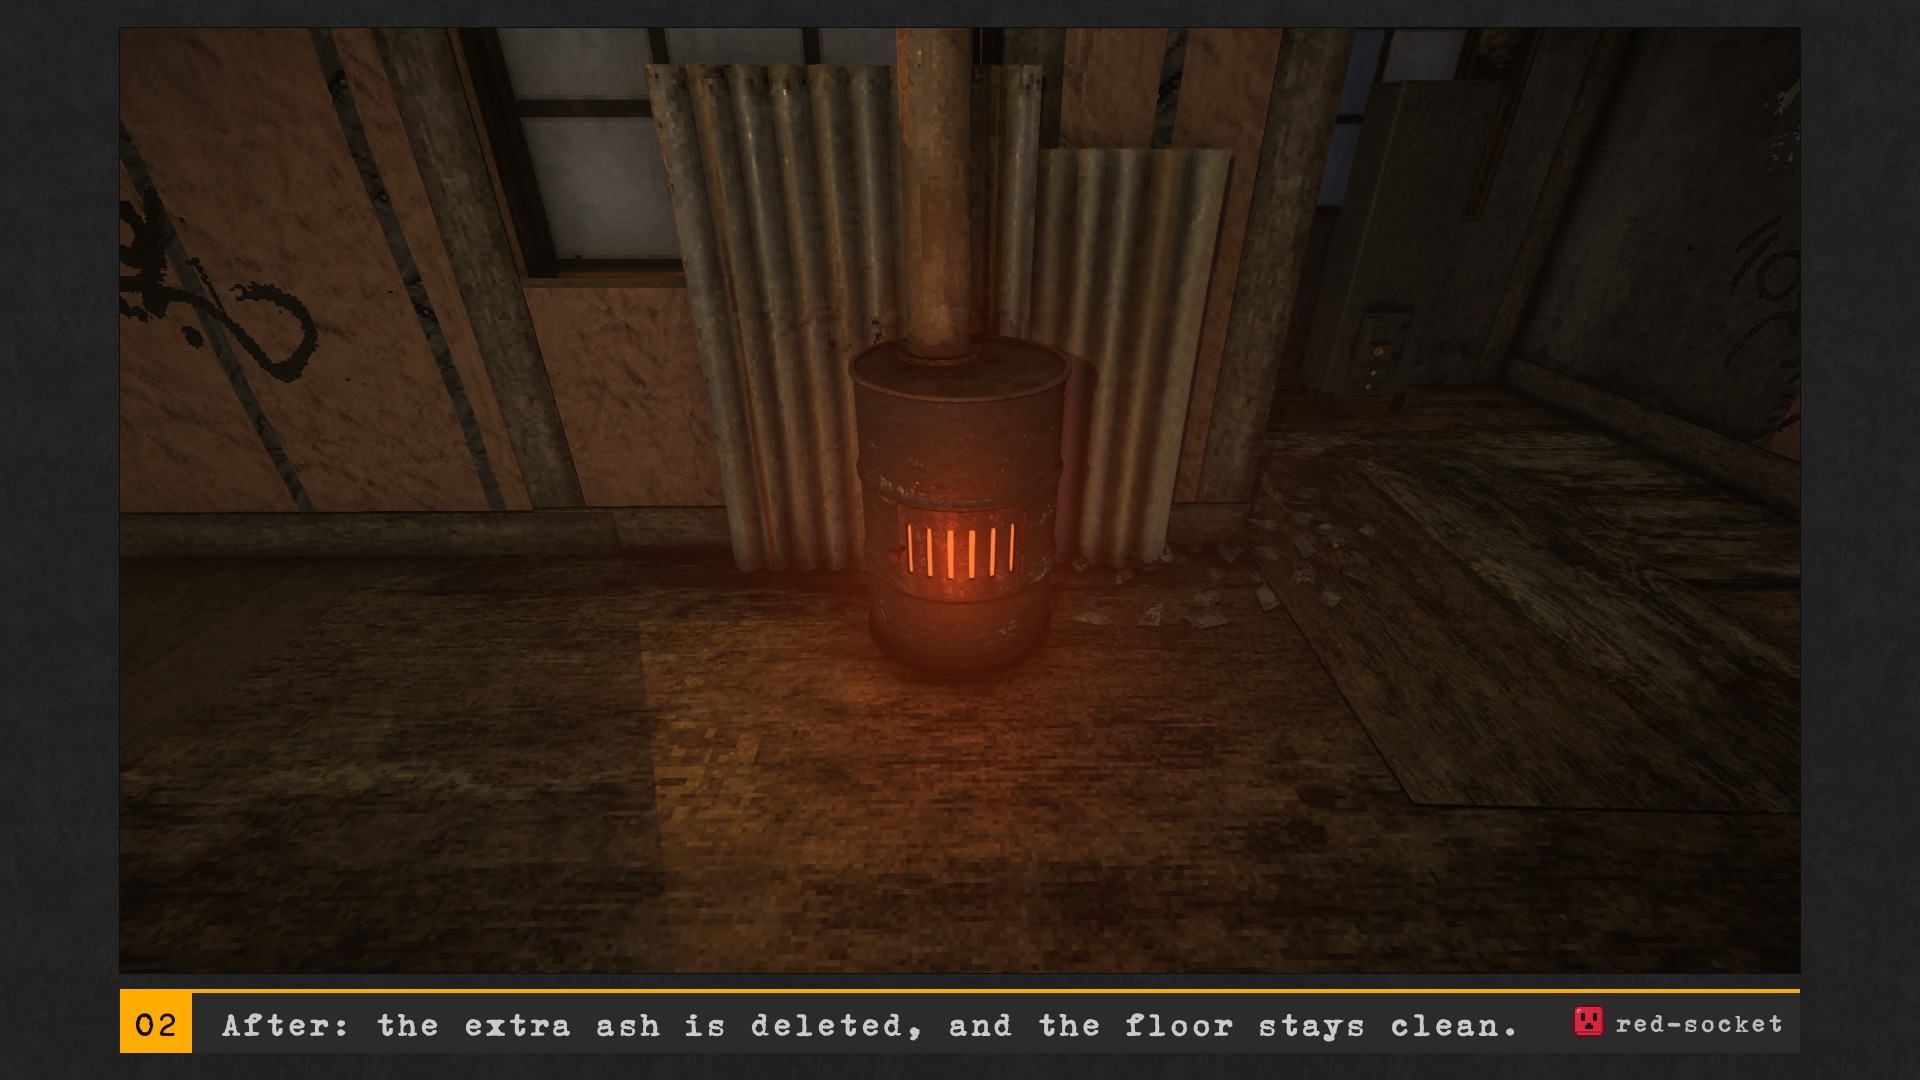 02
After: the extra ash is deleted, and the floor stays clean.
red-socket